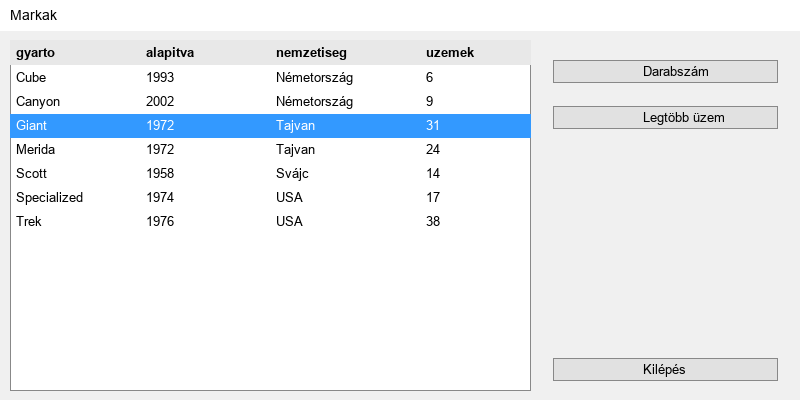 Markak
gyarto alapitva nemzetiseg uzemek
Cube 1993 Németország 6
Canyon 2002 Németország 9
Giant 1972 Tajvan 31
Merida 1972 Tajvan 24
Scott 1958 Svájc 14
Specialized 1974 USA 17
Trek 1976 USA 38
Darabszám
Legtöbb üzem
Kilépés